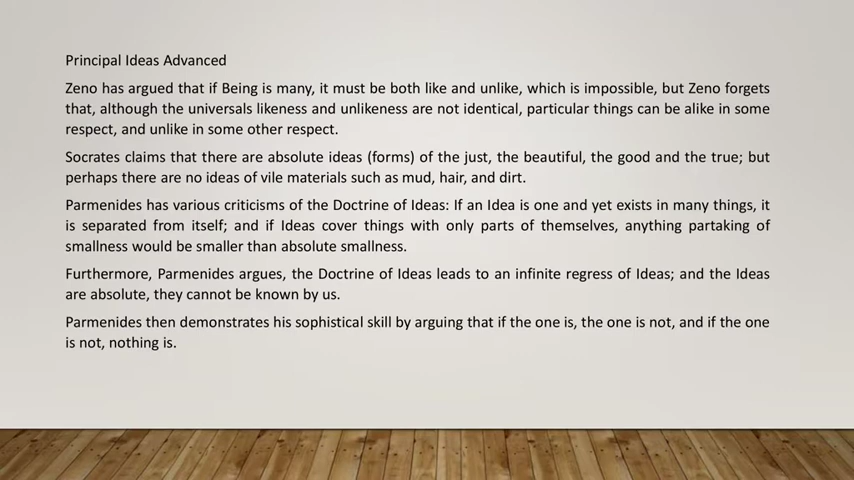 Principal Ideas Advanced
Zeno has argued that if Being is many, it must be both like and unlike, which is impossible, but Zeno forgets
that, although the universals likeness and unlikeness are not identical, particular things can be alike in some
respect, and unlike in some other respect.
Socrates claims that there are absolute ideas (forms) of the just, the beautiful, the good and the true; but
perhaps there are no ideas of vile materials such as mud, hair, and dirt.
Parmenides has various criticisms of the Doctrine of Ideas: If an Idea is one and yet exists in many things, it
is separated from itself; and if Ideas cover things with only parts of themselves, anything partaking of
smallness would be smaller than absolute smallness.
Furthermore, Parmenides argues, the Doctrine of Ideas leads to an infinite regress of Ideas; and the Ideas
are absolute, they cannot be known by us.
Parmenides then demonstrates his sophistical skill by arguing that if the one is, the one is not, and if the one
is not, nothing is.